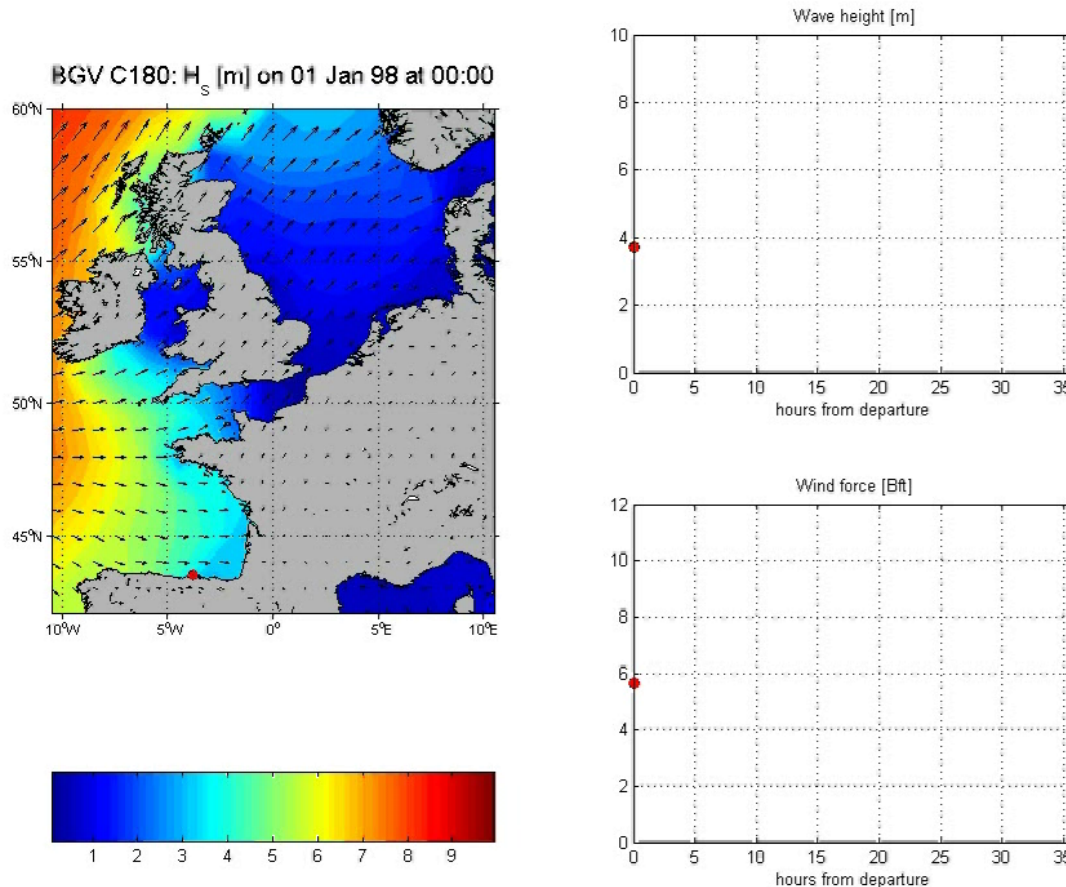 BGV C180: Hs [m] on 01 Jan 98 at 00:00
60°N
55°N
50°N
45°N
10°W 5°W 0° 5°E 10°E
1 2 3 4 5 6 7 8 9
Wave height [m]
10
8
6
4
2
0
0 5 10 15 20 25 30 35
hours from departure
Wind force [Bft]
12
10
8
6
4
2
0
0 5 10 15 20 25 30 35
hours from departure